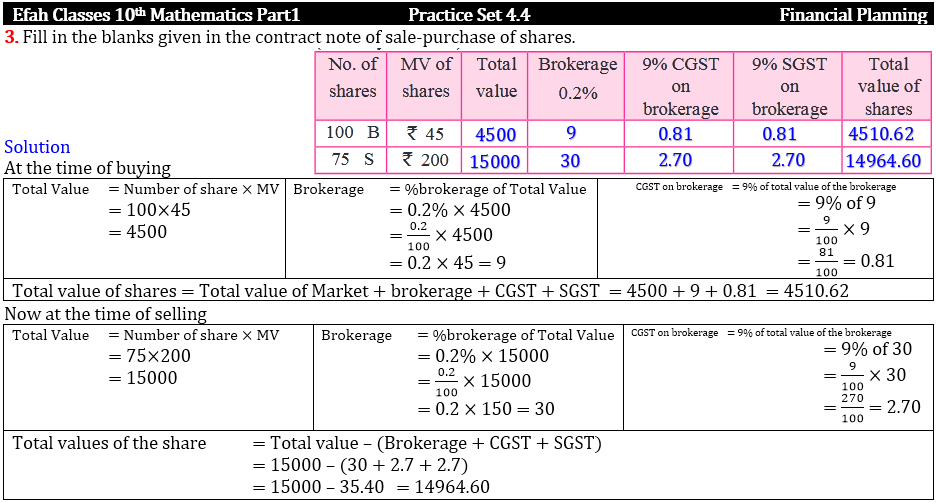 Efah Classes 10th Mathematics Part1 Practice Set 4.4 Financial Planning
3. Fill in the blanks given in the contract note of sale-purchase of shares.
No. of shares MV of shares Total value Brokerage 0.2% 9% CGST on brokerage 9% SGST on brokerage Total value of shares
100 B ₹ 45 4500 9 0.81 0.81 4510.62
75 S ₹ 200 15000 30 2.70 2.70 14964.60
Solution
At the time of buying
Total Value = Number of share × MV
= 100×45
= 4500
Brokerage = %brokerage of Total Value
= 0.2% × 4500
= 0.2/100 × 4500
= 0.2 × 45 = 9
CGST on brokerage = 9% of total value of the brokerage
= 9% of 9
= 9/100 × 9
= 81/100 = 0.81
Total value of shares = Total value of Market + brokerage + CGST + SGST = 4500 + 9 + 0.81 = 4510.62
Now at the time of selling
Total Value = Number of share × MV
= 75×200
= 15000
Brokerage = %brokerage of Total Value
= 0.2% × 15000
= 0.2/100 × 15000
= 0.2 × 150 = 30
CGST on brokerage = 9% of total value of the brokerage
= 9% of 30
= 9/100 × 30
= 270/100 = 2.70
Total values of the share = Total value – (Brokerage + CGST + SGST)
= 15000 – (30 + 2.7 + 2.7)
= 15000 – 35.40 = 14964.60